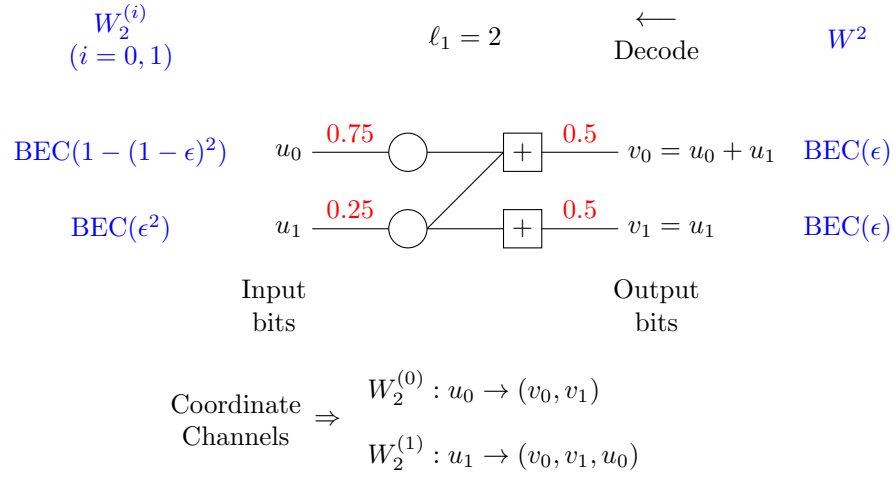 W_2^{(i)}
(i = 0, 1)
ℓ_1 = 2
⟵
Decode
W^2
BEC(1 − (1 − ϵ)^2) u_0 0.75 + 0.5 v_0 = u_0 + u_1 BEC(ϵ)
BEC(ϵ^2) u_1 0.25 + 0.5 v_1 = u_1 BEC(ϵ)
Input
bits
Output
bits
Coordinate
Channels
⇒
W_2^{(0)} : u_0 → (v_0, v_1)
W_2^{(1)} : u_1 → (v_0, v_1, u_0)